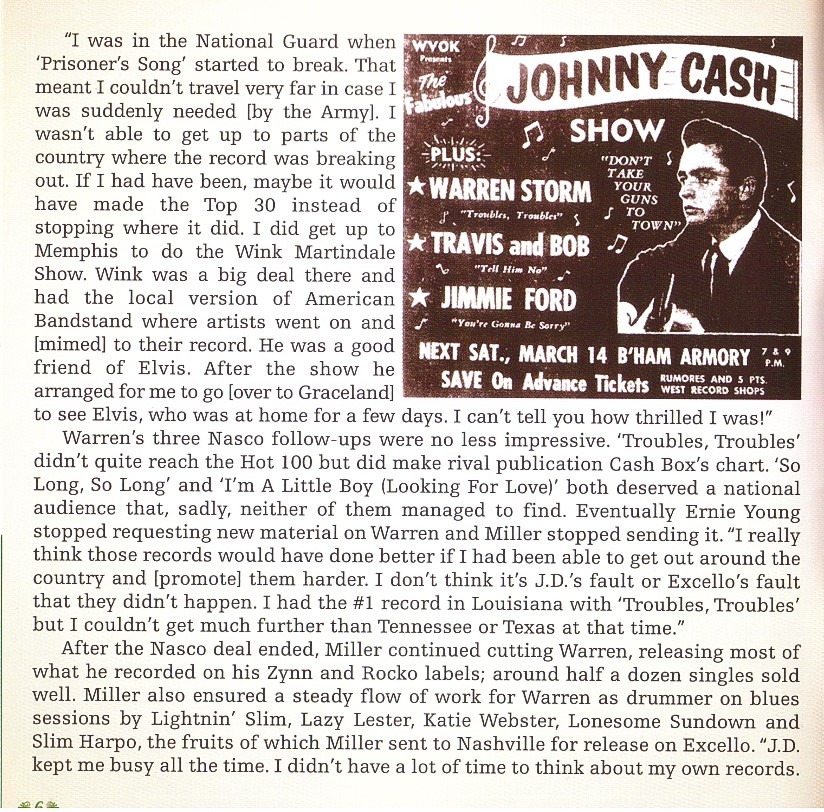 "I was in the National Guard when
'Prisoner's Song' started to break. That
meant I couldn't travel very far in case I
was suddenly needed [by the Army]. I
wasn't able to get up to parts of the
country where the record was breaking
out. If I had have been, maybe it would
have made the Top 30 instead of
stopping where it did. I did get up to
Memphis to do the Wink Martindale
Show. Wink was a big deal there and
had the local version of American
Bandstand where artists went on and
[mimed] to their record. He was a good
friend of Elvis. After the show he
arranged for me to go [over to Graceland]
to see Elvis, who was at home for a few days. I can't tell you how thrilled I was!"
WVOK
Presents
The
Fabulous
JOHNNY CASH
SHOW
PLUS:
★ WARREN STORM
"Troubles, Troubles"
★ TRAVIS and BOB
"Tell Him No"
★ JIMMIE FORD
"You're Gonna Be Sorry"
"DON'T
TAKE
YOUR
GUNS
TO
TOWN"
NEXT SAT., MARCH 14 B'HAM ARMORY 7 & 9 P.M.
SAVE On Advance Tickets RUMORES AND 5 PTS.
WEST RECORD SHOPS
Warren's three Nasco follow-ups were no less impressive. 'Troubles, Troubles'
didn't quite reach the Hot 100 but did make rival publication Cash Box's chart. 'So
Long, So Long' and 'I'm A Little Boy (Looking For Love)' both deserved a national
audience that, sadly, neither of them managed to find. Eventually Ernie Young
stopped requesting new material on Warren and Miller stopped sending it. "I really
think those records would have done better if I had been able to get out around the
country and [promote] them harder. I don't think it's J.D.'s fault or Excello's fault
that they didn't happen. I had the #1 record in Louisiana with 'Troubles, Troubles'
but I couldn't get much further than Tennessee or Texas at that time."
After the Nasco deal ended, Miller continued cutting Warren, releasing most of
what he recorded on his Zynn and Rocko labels; around half a dozen singles sold
well. Miller also ensured a steady flow of work for Warren as drummer on blues
sessions by Lightnin' Slim, Lazy Lester, Katie Webster, Lonesome Sundown and
Slim Harpo, the fruits of which Miller sent to Nashville for release on Excello. "J.D.
kept me busy all the time. I didn't have a lot of time to think about my own records.
6